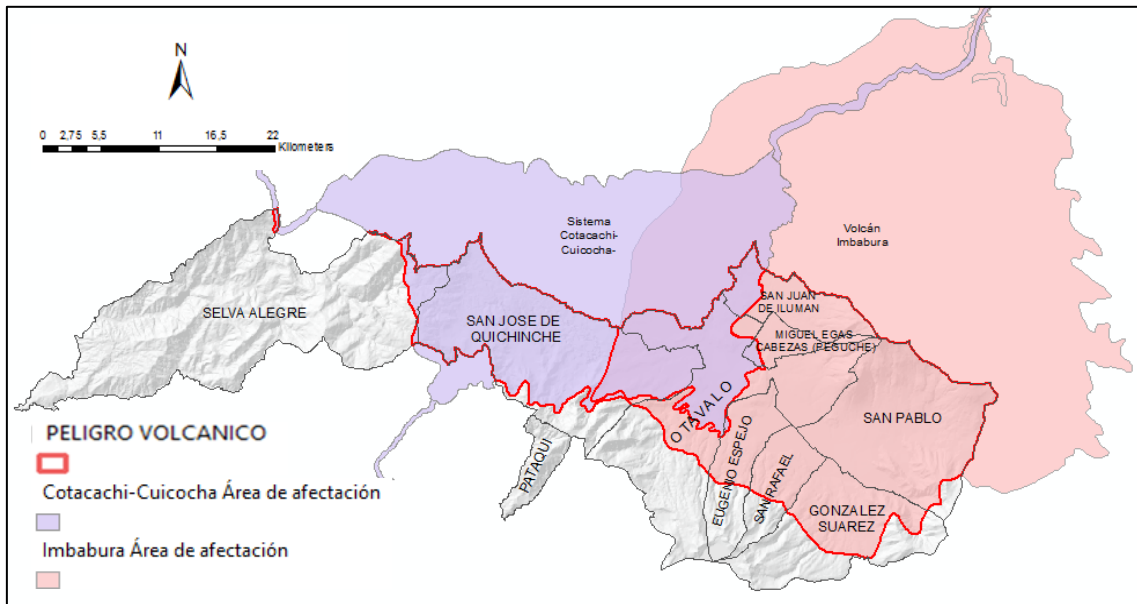 N
0 2,75 5,5 11 16,5 22
Kilometers
Sistema
Cotacachi-
Cuicocha-
Volcán
Imbabura
SELVA ALEGRE
SAN JOSE DE
QUICHINCHE
SAN JUAN
DE ILUMAN
MIGUEL EGAS
CABEZAS (PEGUCHE)
OTAVALO
SAN PABLO
PATAQUI
EUGENIO ESPEJO
SAN RAFAEL
GONZALEZ
SUAREZ
PELIGRO VOLCANICO
Cotacachi-Cuicocha Área de afectación
Imbabura Área de afectación